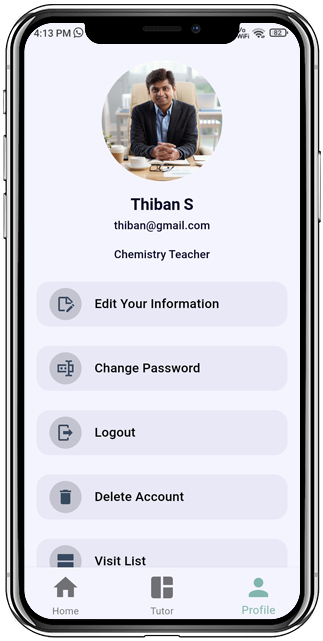 4:13 PM
WiFi
82
Thiban S
thiban@gmail.com
Chemistry Teacher
Edit Your Information
Change Password
Logout
Delete Account
Visit List
Home
Tutor
Profile